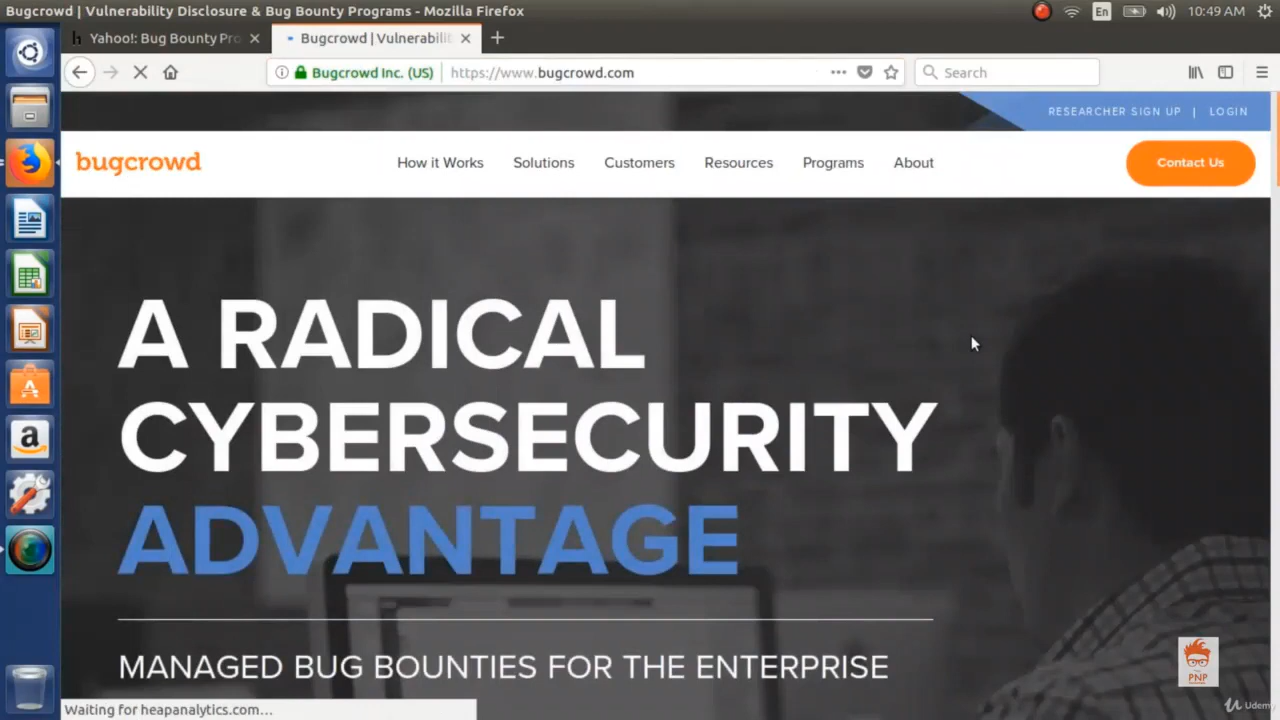 Bugcrowd | Vulnerability Disclosure & Bug Bounty Programs - Mozilla Firefox
En
10:49 AM
h Yahoo!: Bug Bounty Pro
Bugcrowd | Vulnerabilit
Bugcrowd Inc. (US)
https://www.bugcrowd.com
Search
RESEARCHER SIGN UP | LOGIN
bugcrowd
How it Works
Solutions
Customers
Resources
Programs
About
Contact Us
A RADICAL
CYBERSECURITY
ADVANTAGE
MANAGED BUG BOUNTIES FOR THE ENTERPRISE
a
PNP
Waiting for heapanalytics.com...
Udemy